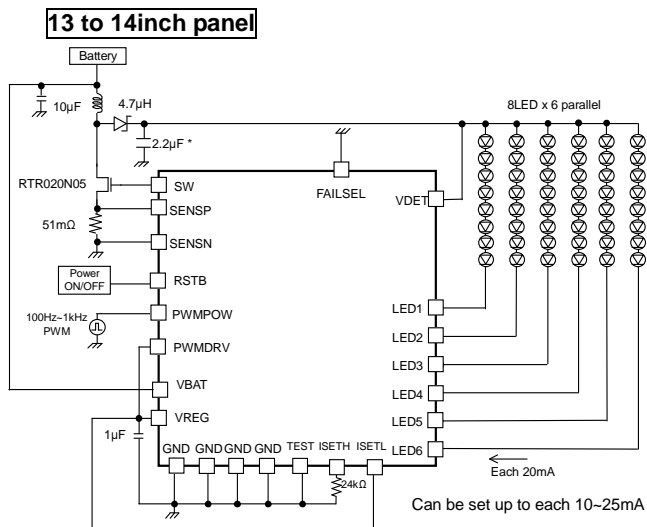 13 to 14inch panel
Battery
10μF
4.7μH
8LED x 6 parallel
2.2μF *
RTR020N05
SW
FAILSEL
SENSP
VDET
51mΩ
SENSN
Power
ON/OFF
RSTB
LED1
100Hz~1kHz
PWM
PWMPOW
LED2
PWMDRV
LED3
VBAT
LED4
VREG
LED5
1μF
GND GND GND GND TEST ISETH ISETL
LED6
Each 20mA
24kΩ
Can be set up to each 10~25mA